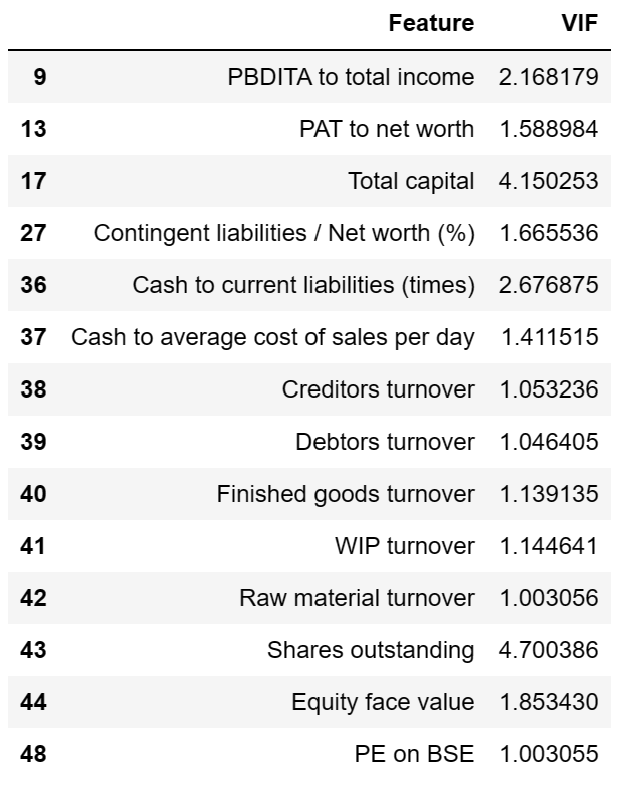 Feature VIF
9 PBDITA to total income 2.168179
13 PAT to net worth 1.588984
17 Total capital 4.150253
27 Contingent liabilities / Net worth (%) 1.665536
36 Cash to current liabilities (times) 2.676875
37 Cash to average cost of sales per day 1.411515
38 Creditors turnover 1.053236
39 Debtors turnover 1.046405
40 Finished goods turnover 1.139135
41 WIP turnover 1.144641
42 Raw material turnover 1.003056
43 Shares outstanding 4.700386
44 Equity face value 1.853430
48 PE on BSE 1.003055